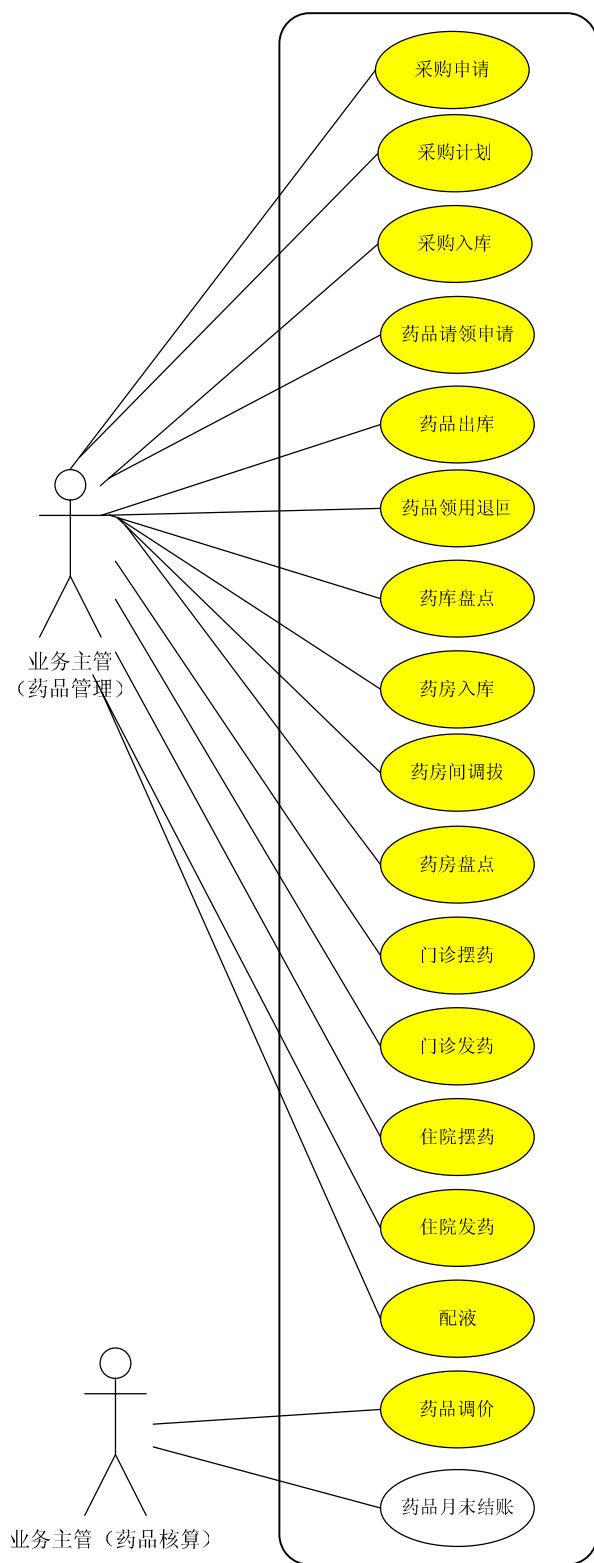 采购申请
采购计划
采购入库
药品请领申请
药品出库
药品领用退回
药库盘点
业务主管
（药品管理）
药房入库
药房间调拔
药房盘点
门诊摆药
门诊发药
住院摆药
住院发药
配液
药品调价
药品月末结账
业务主管（药品核算）